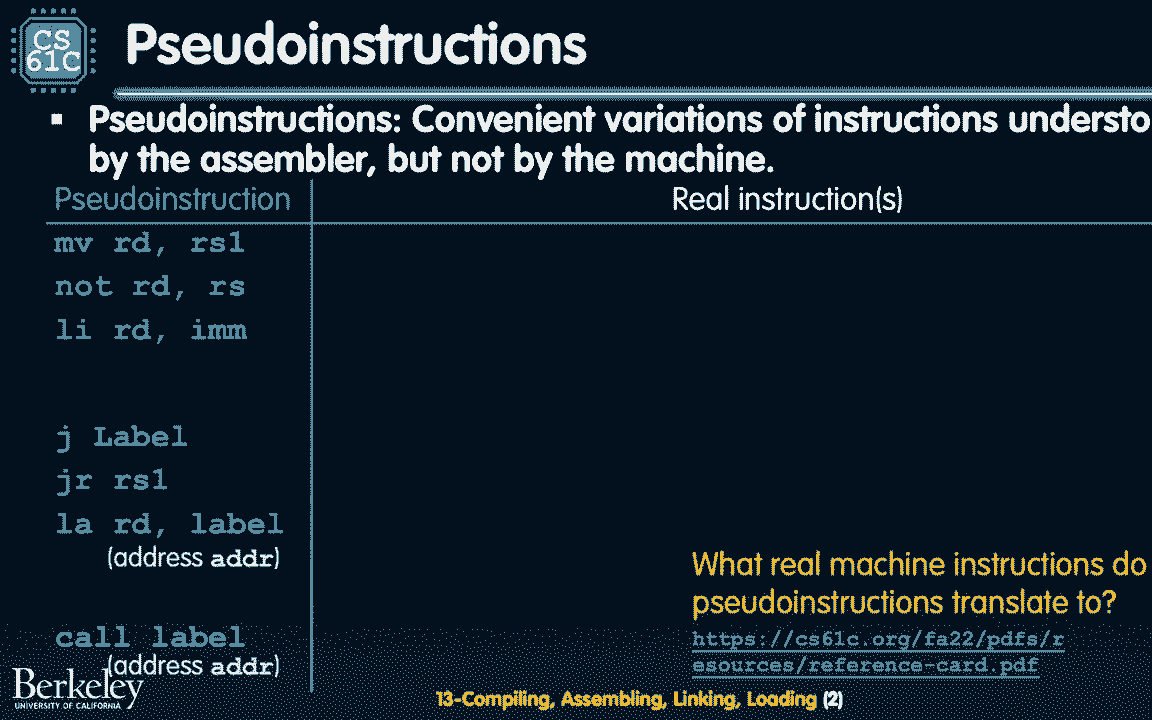 CS
61C
Pseudoinstructions
▪ Pseudoinstructions: Convenient variations of instructions understo
by the assembler, but not by the machine.
Pseudoinstruction
Real instruction(s)
mv rd, rs1
not rd, rs
li rd, imm
j Label
jr rs1
la rd, label
(address addr)
call label
(address addr)
What real machine instructions do
pseudoinstructions translate to?
https://cs61c.org/fa22/pdfs/r
esources/reference-card.pdf
Berkeley
UNIVERSITY OF CALIFORNIA
13-Compiling, Assembling, Linking, Loading (2)